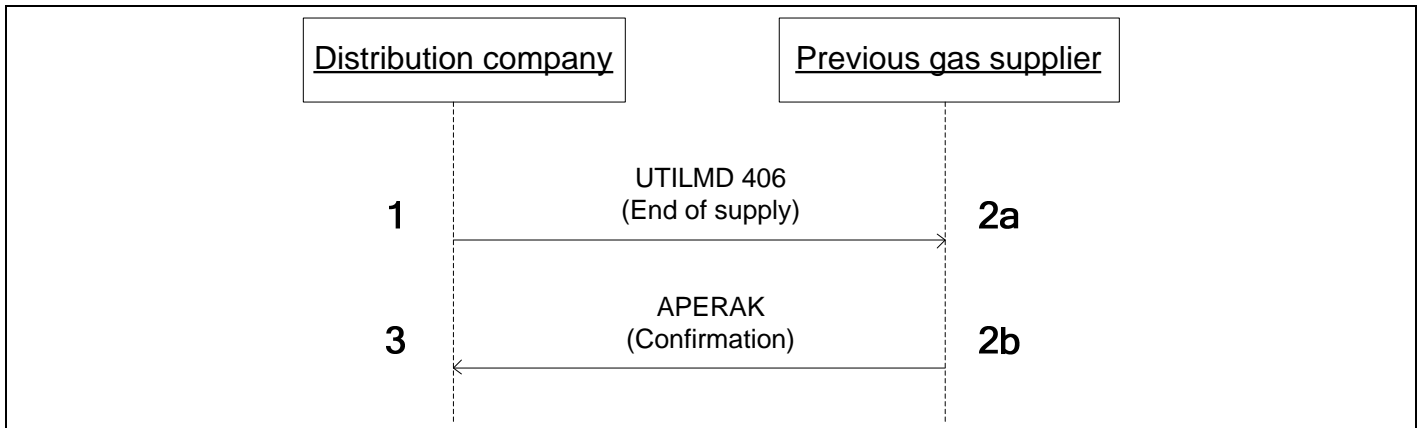 Distribution company
Previous gas supplier
UTILMD 406
1
(End of supply)
2a
APERAK
3
(Confirmation)
2b